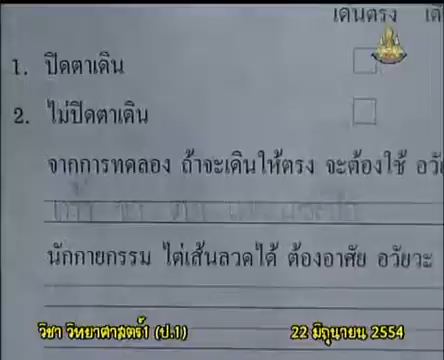 เดินตรง
1. ปิดตาเดิน
2. ไม่ปิดตาเดิน
จากการทดลอง ถ้าจะเดินให้ตรง จะต้องใช้
นักกายกรรม ไต่เส้นลวดได้ ต้องอาศัย อวัยวะ
วิชา วิทยาศาสตร์1 (ป.1) 22 มิถุนายน 2554